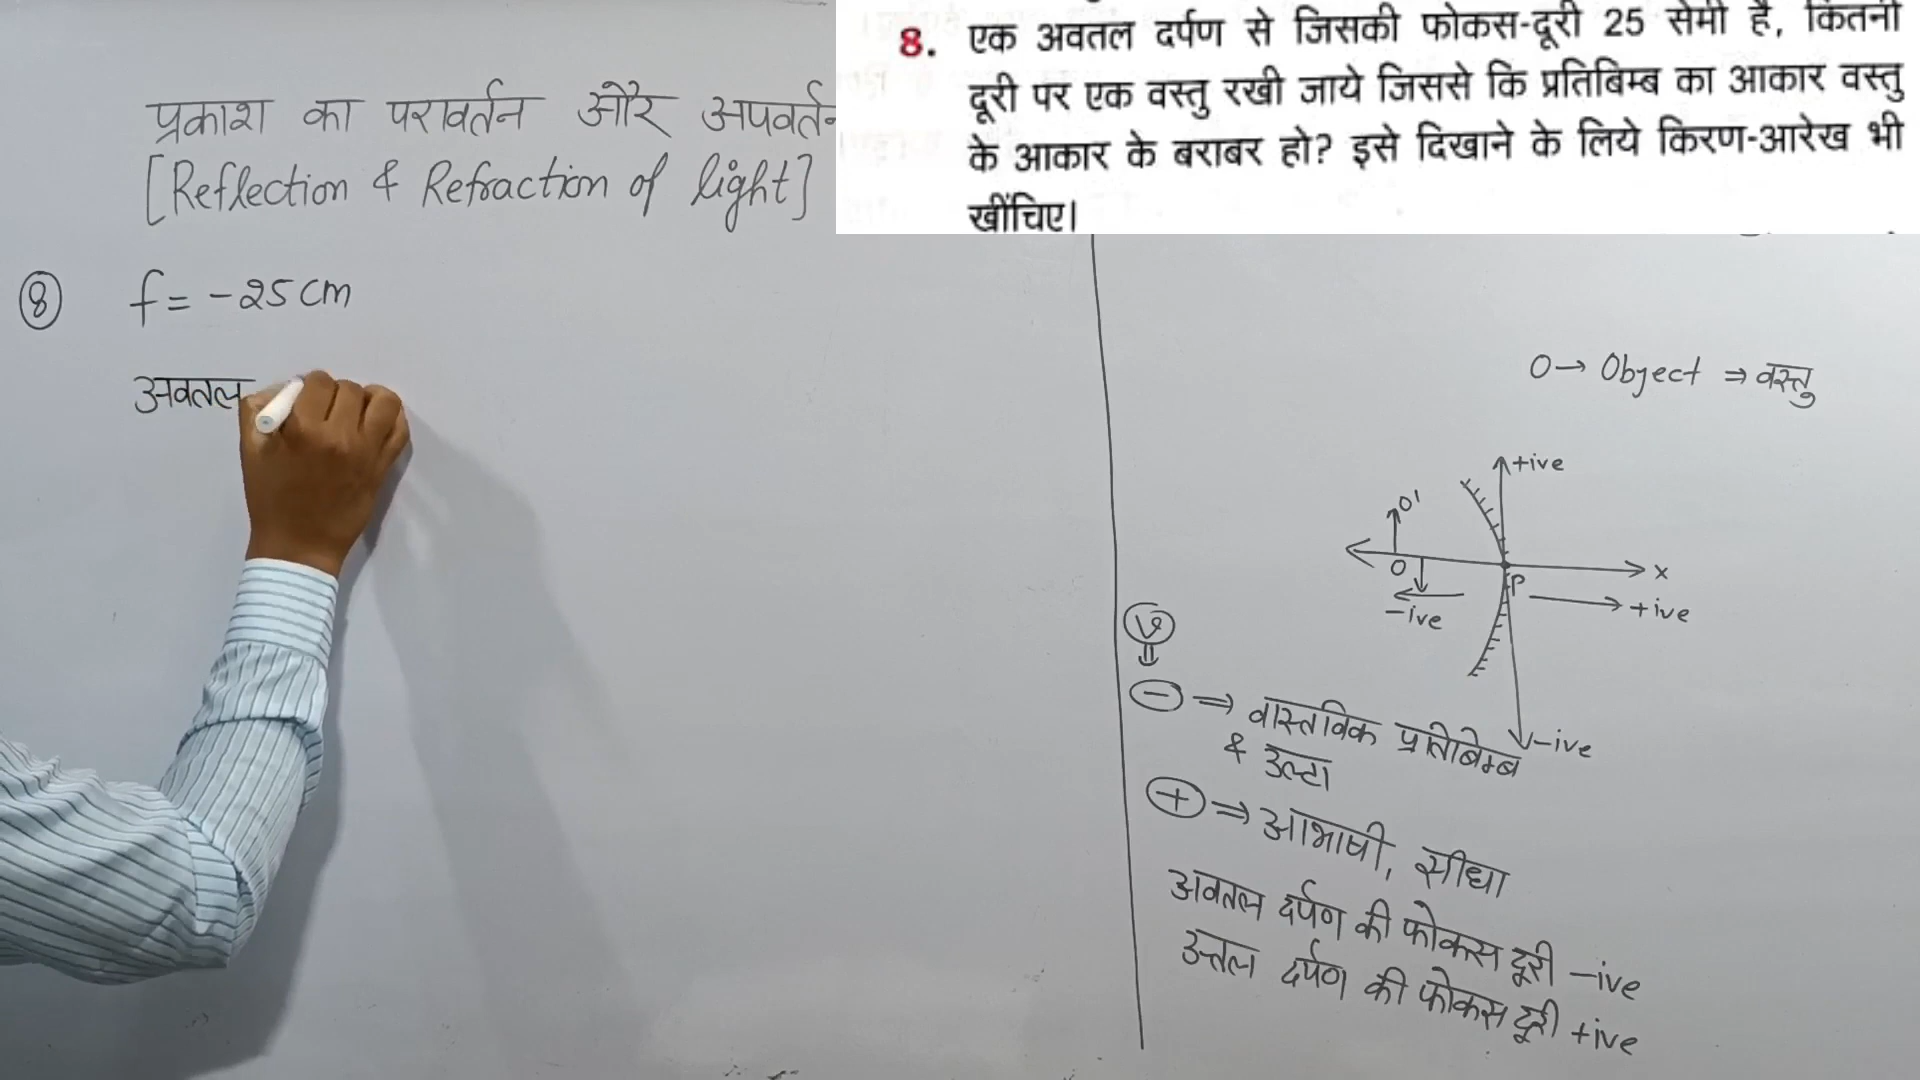 8. एक अवतल दर्पण से जिसकी फोकस-दूरी 25 सेमी है, कितनी
दूरी पर एक वस्तु रखी जाये जिससे कि प्रतिबिम्ब का आकार वस्तु
के आकार के बराबर हो? इसे दिखाने के लिये किरण-आरेख भी
खींचिए।
प्रकाश का परावर्तन और अपवर्तन
[Reflection & Refraction of light]
8 f = -25 cm
अवतल
O → Object ⇒ वस्तु
+ive
O'
O
P
x
-ive
+ive
-ive
v
⇓
- ⇒ वास्तविक प्रतिबिम्ब
& उल्टा
+ ⇒ आभाषी, सीधा
अवतल दर्पण की फोकस दूरी -ive
उत्तल दर्पण की फोकस दूरी +ive